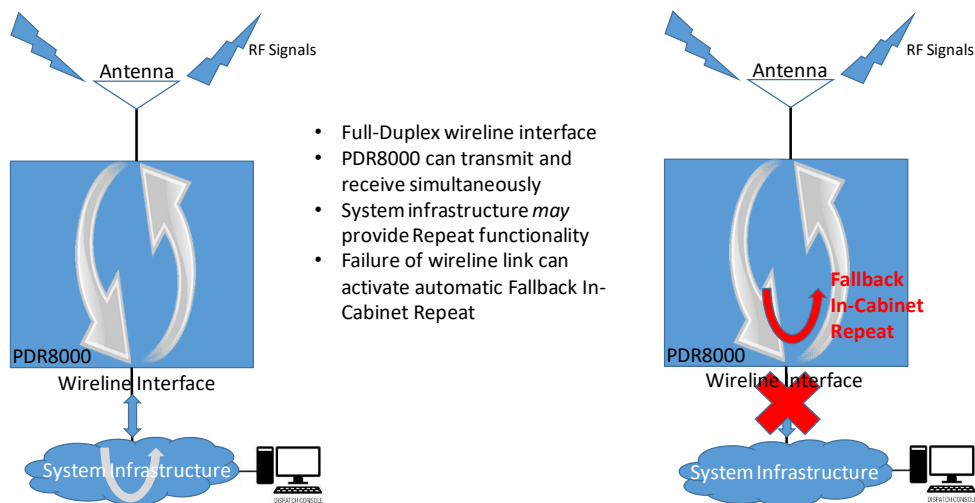 RF Signals
Antenna
PDR8000
Wireline Interface
System Infrastructure
DISPATCH CONSOLE
• Full-Duplex wireline interface
• PDR8000 can transmit and
receive simultaneously
• System infrastructure may
provide Repeat functionality
• Failure of wireline link can
activate automatic Fallback In-
Cabinet Repeat
RF Signals
Antenna
Fallback
In-Cabinet
Repeat
PDR8000
Wireline Interface
System Infrastructure
DISPATCH CONSOLE